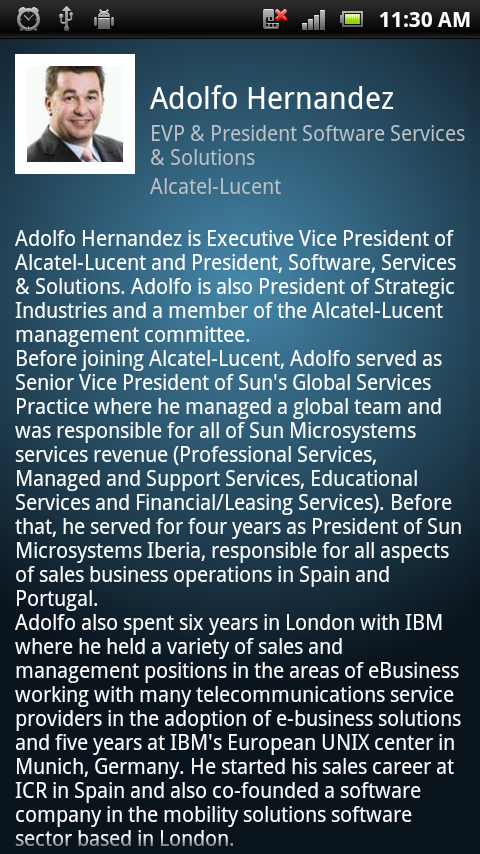 11:30 AM
Adolfo Hernandez
EVP & President Software Services
& Solutions
Alcatel-Lucent
Adolfo Hernandez is Executive Vice President of
Alcatel-Lucent and President, Software, Services
& Solutions. Adolfo is also President of Strategic
Industries and a member of the Alcatel-Lucent
management committee.
Before joining Alcatel-Lucent, Adolfo served as
Senior Vice President of Sun's Global Services
Practice where he managed a global team and
was responsible for all of Sun Microsystems
services revenue (Professional Services,
Managed and Support Services, Educational
Services and Financial/Leasing Services). Before
that, he served for four years as President of Sun
Microsystems Iberia, responsible for all aspects
of sales business operations in Spain and
Portugal.
Adolfo also spent six years in London with IBM
where he held a variety of sales and
management positions in the areas of eBusiness
working with many telecommunications service
providers in the adoption of e-business solutions
and five years at IBM's European UNIX center in
Munich, Germany. He started his sales career at
ICR in Spain and also co-founded a software
company in the mobility solutions software
sector based in London.